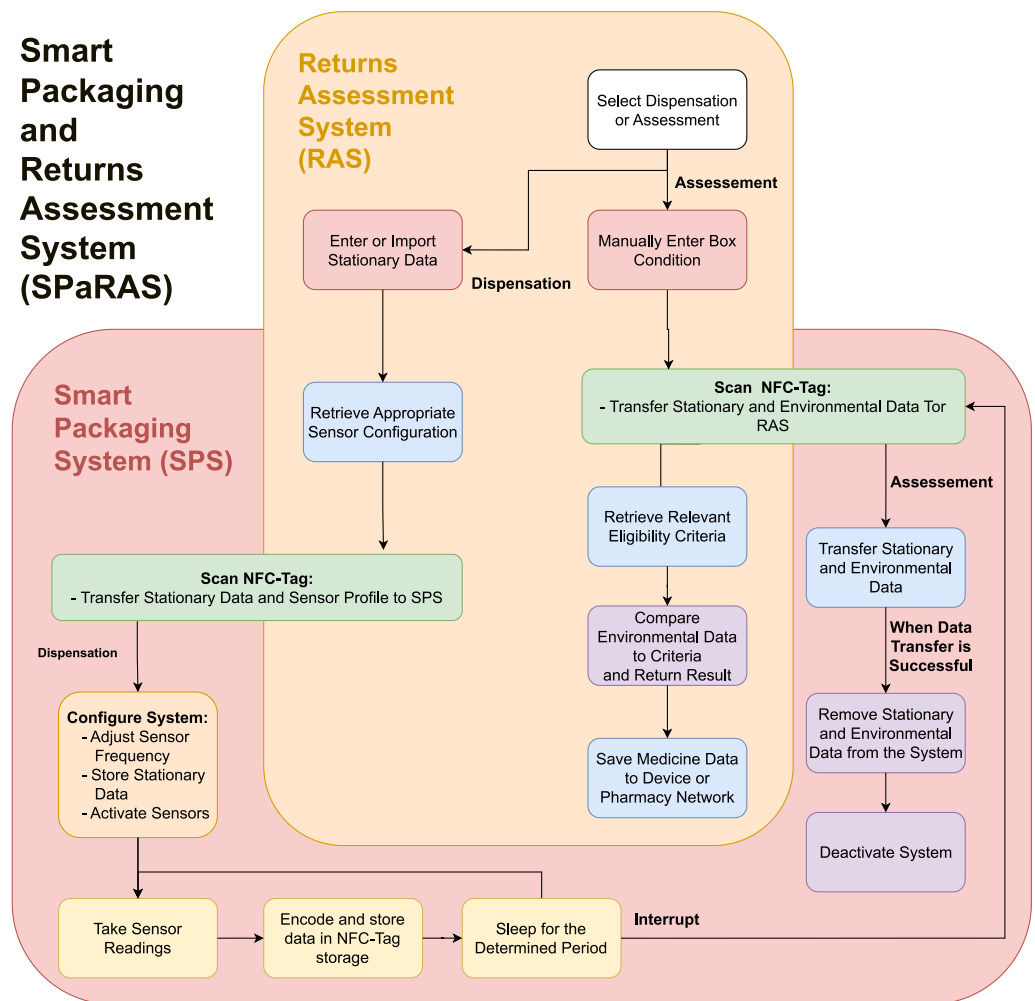 Smart
Packaging
and
Returns
Assessment
System
(SPaRAS)
Returns
Assessment
System
(RAS)
Select Dispensation
or Assessment
Assessement
Enter or Import
Stationary Data
Manually Enter Box
Condition
Dispensation
Smart
Packaging
System (SPS)
Retrieve Appropriate
Sensor Configuration
Scan NFC-Tag:
- Transfer Stationary and Environmental Data Tor
RAS
Assessement
Retrieve Relevant
Eligibility Criteria
Transfer Stationary
and Environmental
Data
Scan NFC-Tag:
- Transfer Stationary Data and Sensor Profile to SPS
Compare
Environmental Data
to Criteria
and Return Result
When Data
Transfer is
Successful
Dispensation
Configure System:
- Adjust Sensor
Frequency
- Store Stationary
Data
- Activate Sensors
Remove Stationary
and Environmental
Data from the System
Save Medicine Data
to Device or
Pharmacy Network
Deactivate System
Take Sensor
Readings
Encode and store
data in NFC-Tag
storage
Sleep for the
Determined Period
Interrupt